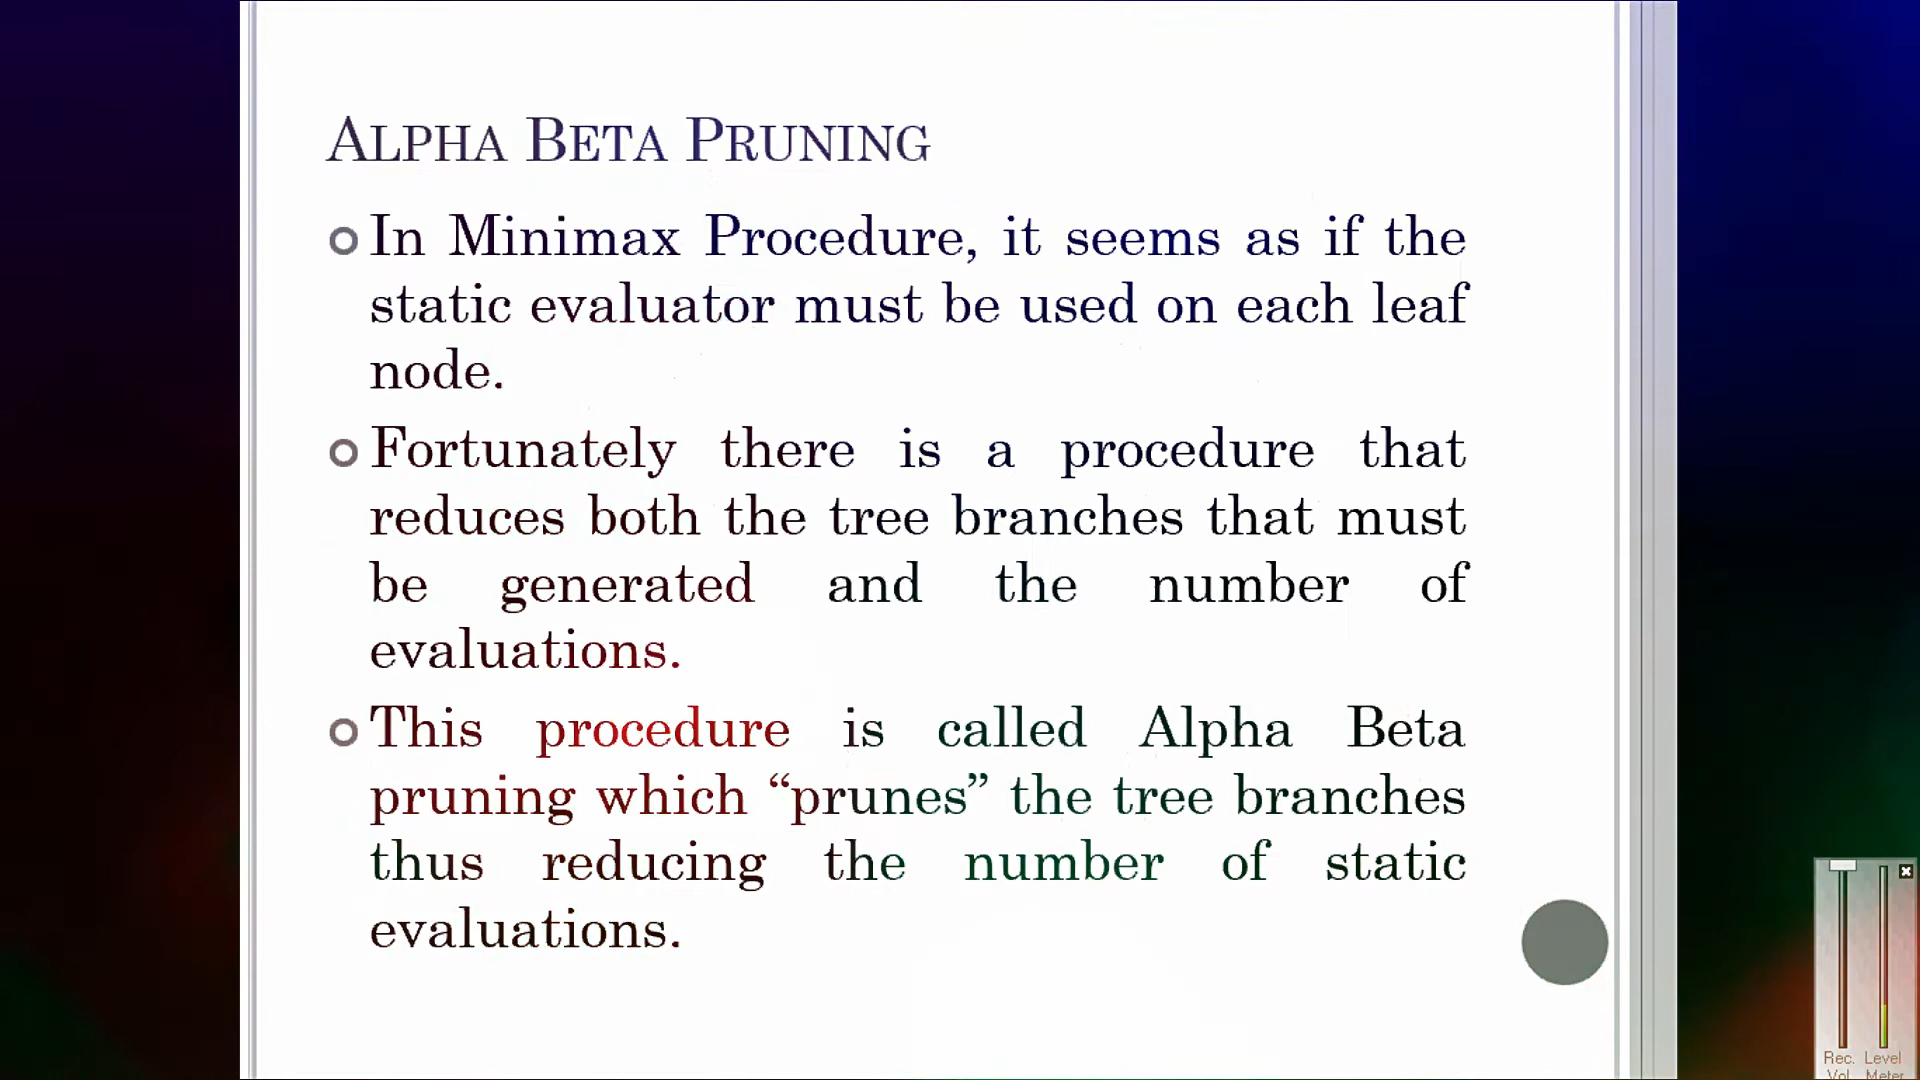 ALPHA BETA PRUNING
In Minimax Procedure, it seems as if the
static evaluator must be used on each leaf
node.
Fortunately there is a procedure that
reduces both the tree branches that must
be generated and the number of
evaluations.
This procedure is called Alpha Beta
pruning which “prunes” the tree branches
thus reducing the number of static
evaluations.
Rec. Level
Vol. Meter